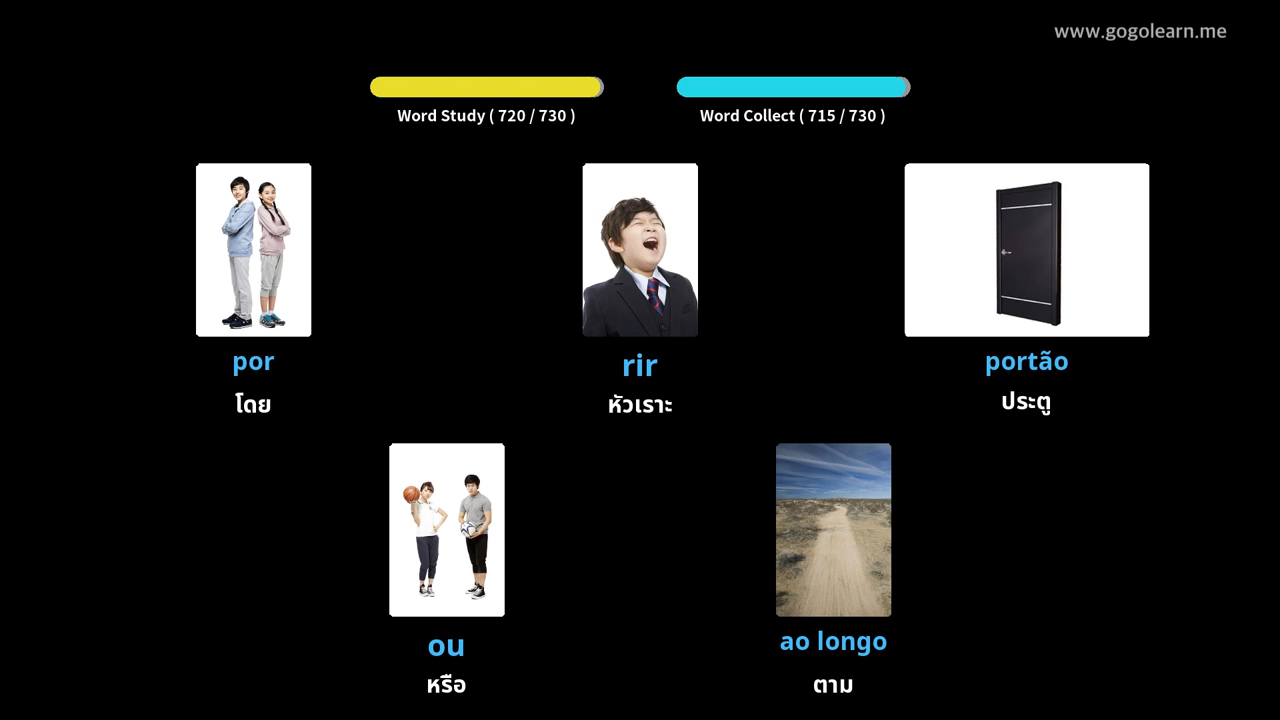 www.gogolearn.me
Word Study ( 720 / 730 )
Word Collect ( 715 / 730 )
por
โดย
rir
หัวเราะ
portão
ประตู
ou
หรือ
ao longo
ตาม